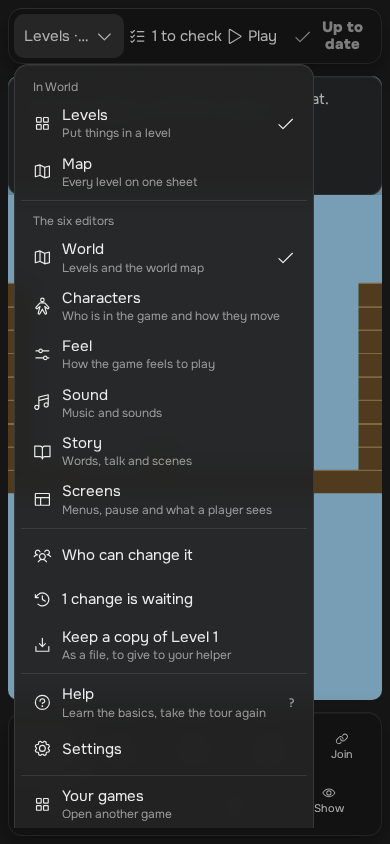 Levels ·...
1 to check
Play
Up to
date
at.
In World
Levels
Put things in a level
Map
Every level on one sheet
The six editors
World
Levels and the world map
Characters
Who is in the game and how they move
Feel
How the game feels to play
Sound
Music and sounds
Story
Words, talk and scenes
Screens
Menus, pause and what a player sees
Who can change it
1 change is waiting
Keep a copy of Level 1
As a file, to give to your helper
Help
Learn the basics, take the tour again
?
Settings
Your games
Open another game
Join
Show